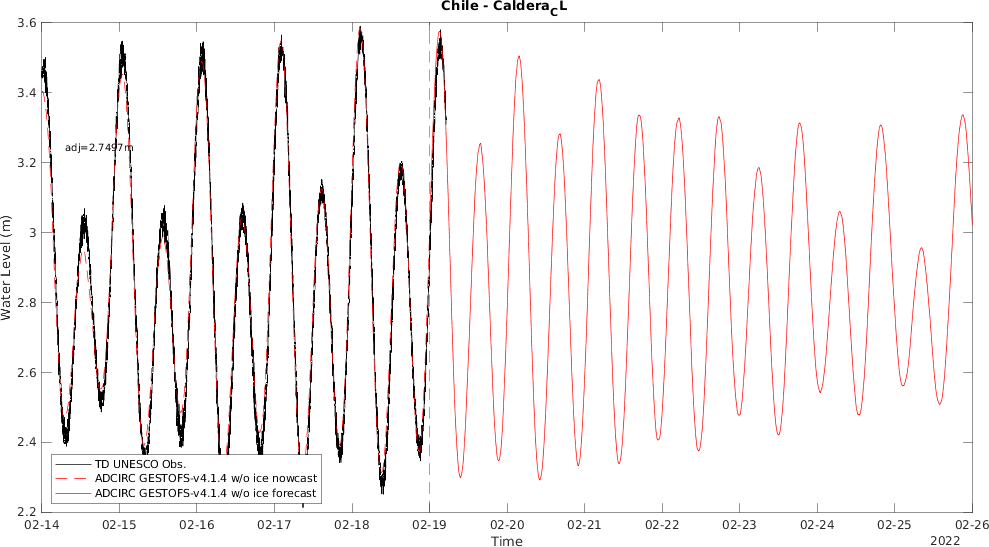 Chile - Caldera_CL
3.6
3.4
adj=2.7497m
3.2
3
Water Level (m)
2.8
2.6
2.4
TD UNESCO Obs.
ADCIRC GESTOFS-v4.1.4 w/o ice nowcast
ADCIRC GESTOFS-v4.1.4 w/o ice forecast
2.2
02-14 02-15 02-16 02-17 02-18 02-19 02-20 02-21 02-22 02-23 02-24 02-25 02-26
Time
2022